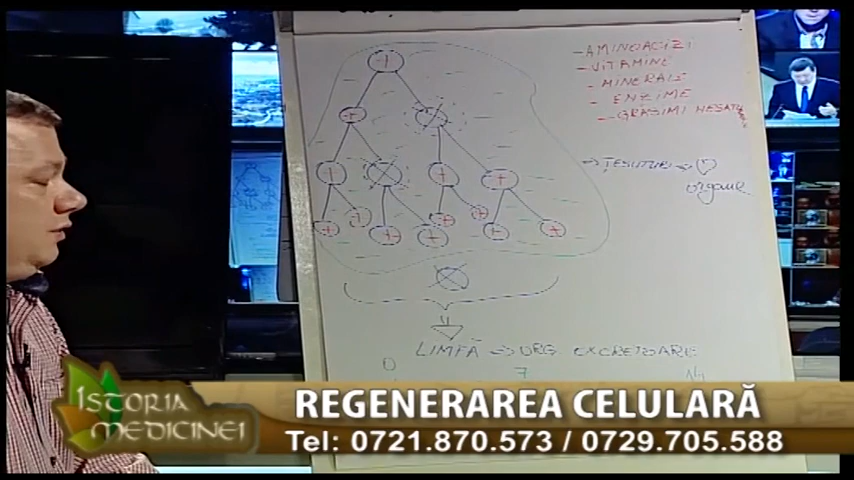 - AMINOACIZI
- VITAMINE
- MINERALE
- ENZIME
- GRASIMI NESAT
=> ȚESUTURI =>
organe
LIMFĂ => ORG EXCRETOARE
0 7 14
ISTORIA
MEDICINEI
REGENERAREA CELULARĂ
Tel: 0721.870.573 / 0729.705.588